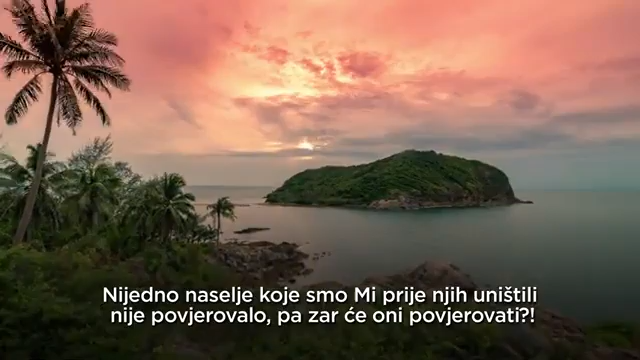 Nijedno naselje koje smo Mi prije njih uništili
nije povjerovalo, pa zar će oni povjerovati?!